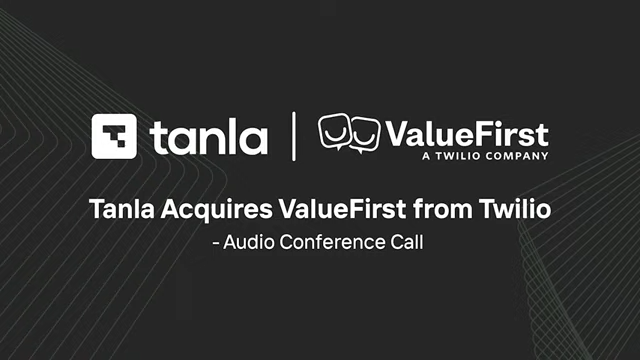 tanla
ValueFirst
A TWILIO COMPANY
Tanla Acquires ValueFirst from Twilio
- Audio Conference Call